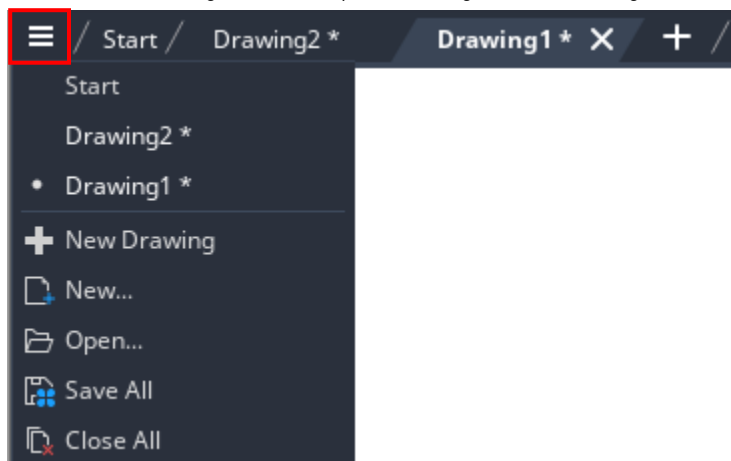 Start Drawing2 * Drawing1 *
Start
Drawing2 *
Drawing1 *
New Drawing
New...
Open...
Save All
Close All